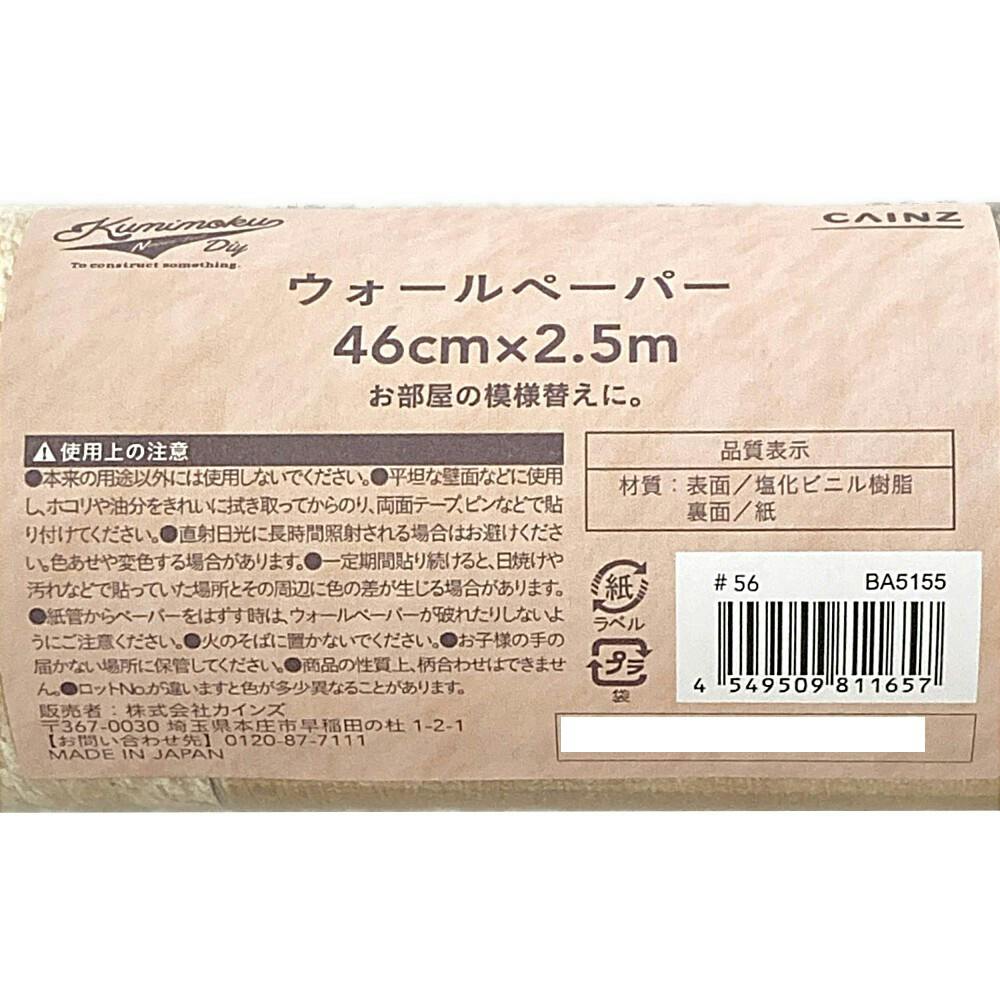 Kumimoku
N Diy
To construct something.
CAINZ
ウォールペーパー
46cm×2.5m
お部屋の模様替えに。
使用上の注意
●本来の用途以外には使用しないでください。●平坦な壁面などに使用
し、ホコリや油分をきれいに拭き取ってからのり、両面テープ、ピンなどで貼
り付けてください。●直射日光に長時間照射される場合はお避けくださ
い。色あせや変色する場合があります。●一定期間貼り続けると、日焼けや
汚れなどで貼っていた場所とその周辺に色の差が生じる場合があります。
●紙管からペーパーをはずす時は、ウォールペーパーが破れたりしないよ
うにご注意ください。●火のそばに置かないでください。●お子様の手の
届かない場所に保管してください。●商品の性質上、柄合わせはできませ
ん。●ロットNo.が違いますと色が多少異なることがあります。
販売者：株式会社カインズ
〒367-0030 埼玉県本庄市早稲田の杜 1-2-1
【お問い合わせ先】 0120-87-7111
MADE IN JAPAN
品質表示
材質：表面／塩化ビニル樹脂
裏面／紙
紙
ラベル
プラ
袋
#56 BA5155
4 549509 811657